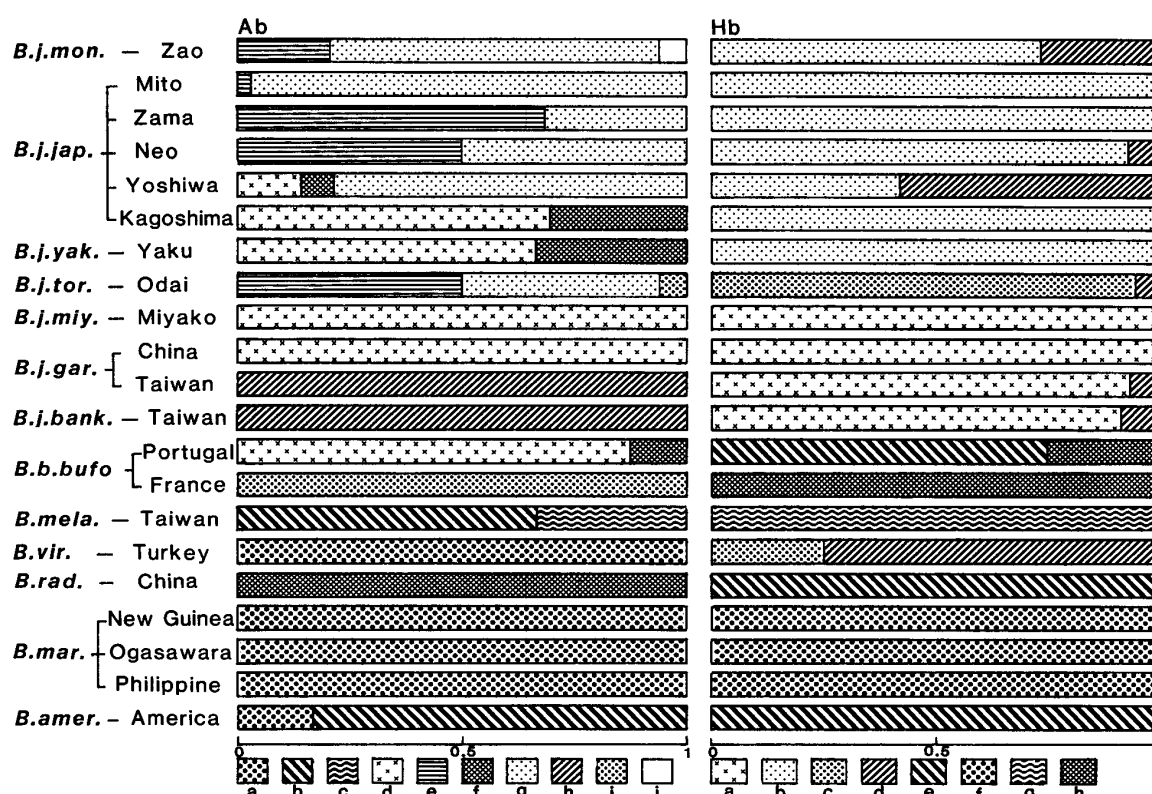 Ab Hb
B.j.mon. – Zao
Mito
Zama
B.j.jap. Neo
Yoshiwa
Kagoshima
B.j.yak. – Yaku
B.j.tor. – Odai
B.j.miy. – Miyako
China
B.j.gar.
Taiwan
B.j.bank. – Taiwan
Portugal
B.b.bufo
France
B.mela. – Taiwan
B.vir. – Turkey
B.rad. – China
New Guinea
B.mar. Ogasawara
Philippine
B.amer. – America
0 0.5 1 0 0.5
a b c d e f g h i j a b c d e f g h